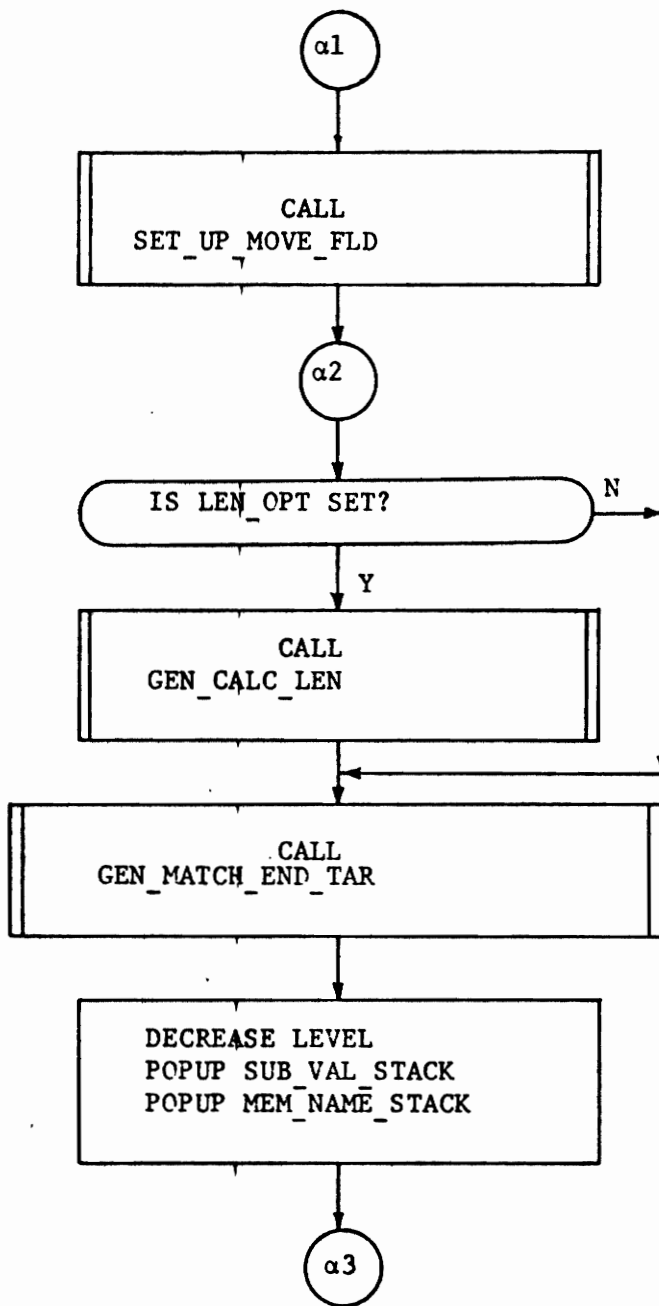 α1
CALL
SET_UP_MOVE_FLD
α2
IS LEN_OPT SET?
N
Y
CALL
GEN_CALC_LEN
CALL
GEN_MATCH_END_TAR
DECREASE LEVEL
POPUP SUB_VAL_STACK
POPUP MEM_NAME_STACK
α3